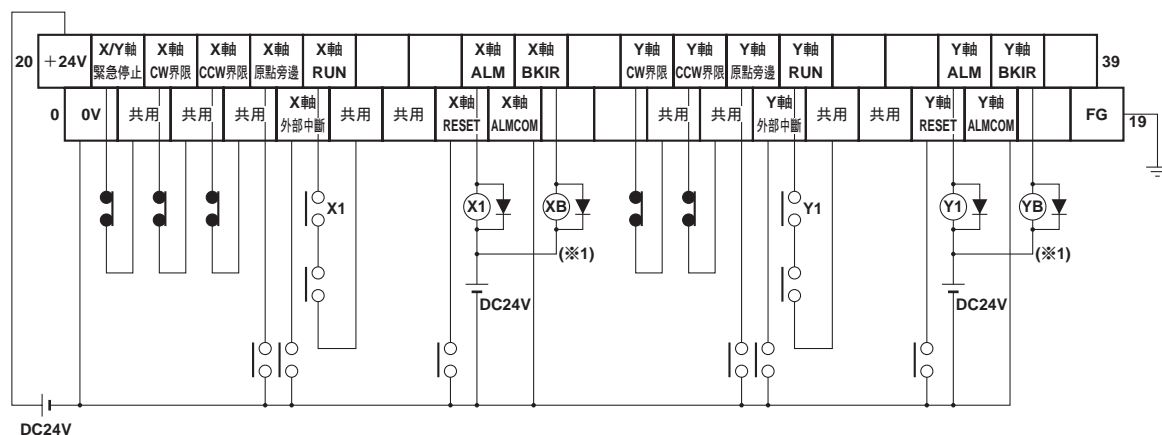 20 ＋24V X/Y軸 緊急停止 X軸 CW界限 X軸 CCW界限 X軸 原點旁邊 X軸 RUN X軸 ALM X軸 BKIR Y軸 CW界限 Y軸 CCW界限 Y軸 原點旁邊 Y軸 RUN Y軸 ALM Y軸 BKIR 39
0 0V 共用 共用 共用 X軸 外部中斷 共用 共用 X軸 RESET X軸 ALMCOM 共用 共用 Y軸 外部中斷 共用 共用 Y軸 RESET Y軸 ALMCOM FG 19
X1 X1 XB Y1 Y1 YB
(※1) (※1)
DC24V DC24V
DC24V